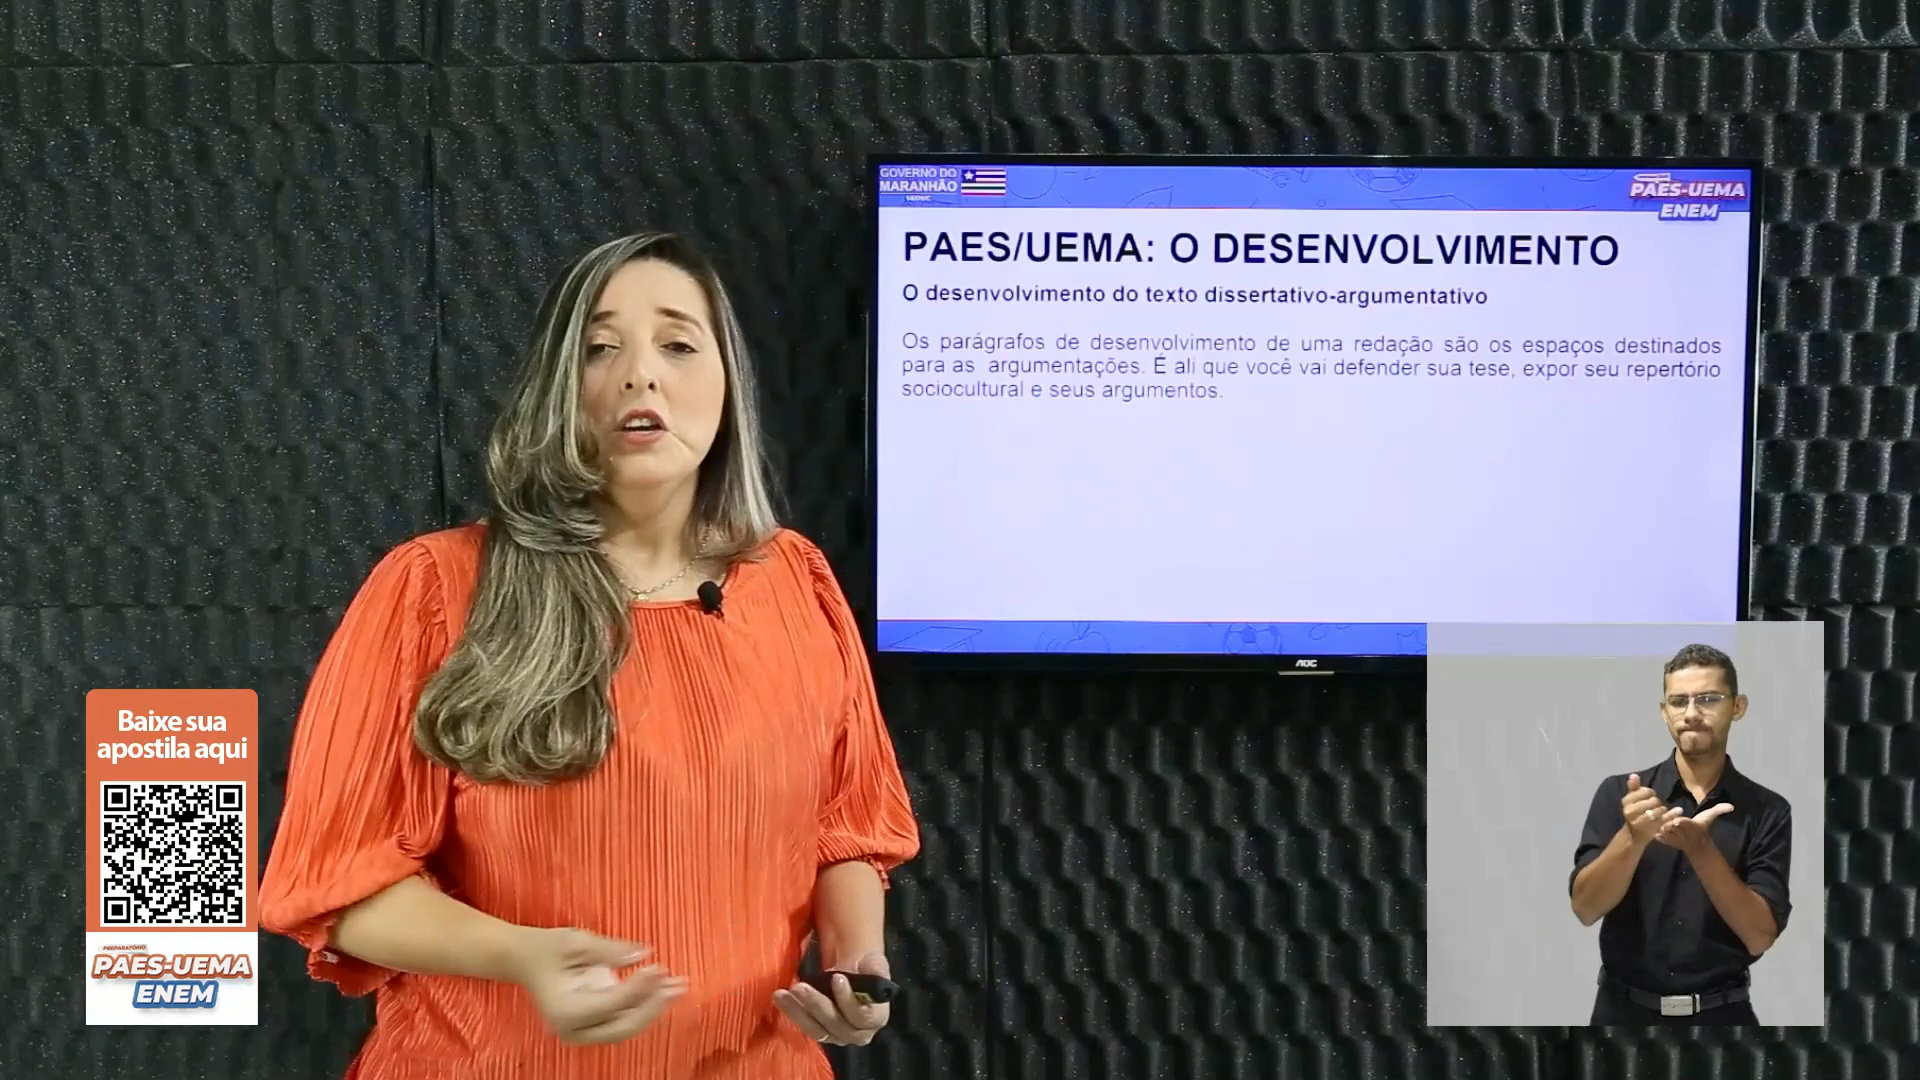 GOVERNO DO
MARANHÃO
PAES-UEMA
ENEM
PAES/UEMA: O DESENVOLVIMENTO
O desenvolvimento do texto dissertativo-argumentativo
Os parágrafos de desenvolvimento de uma redação são os espaços destinados
para as argumentações. É ali que você vai defender sua tese, expor seu repertório
sociocultural e seus argumentos.
AOC
Baixe sua
apostila aqui
PREPARATÓRIO
PAES-UEMA
ENEM